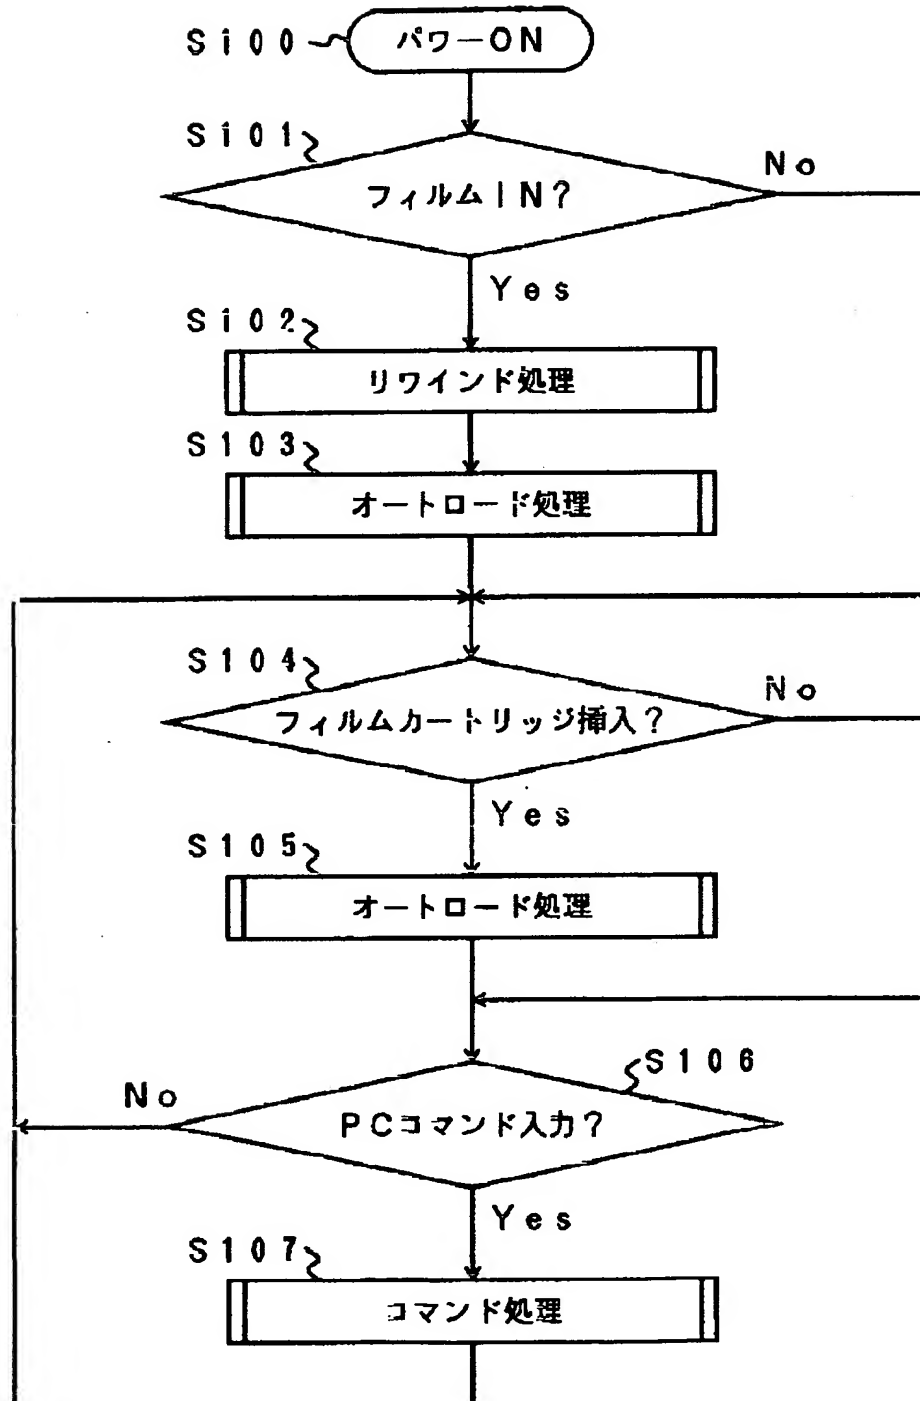 Si00 パワーON
Si01
No
フィルムIN?
Yes
Si02
リワインド処理
S103
オートロード処理
S104
No
フィルムカートリッジ挿入?
Yes
S105
オートロード処理
S106
No
PCコマンド入力?
Yes
S107
コマンド処理